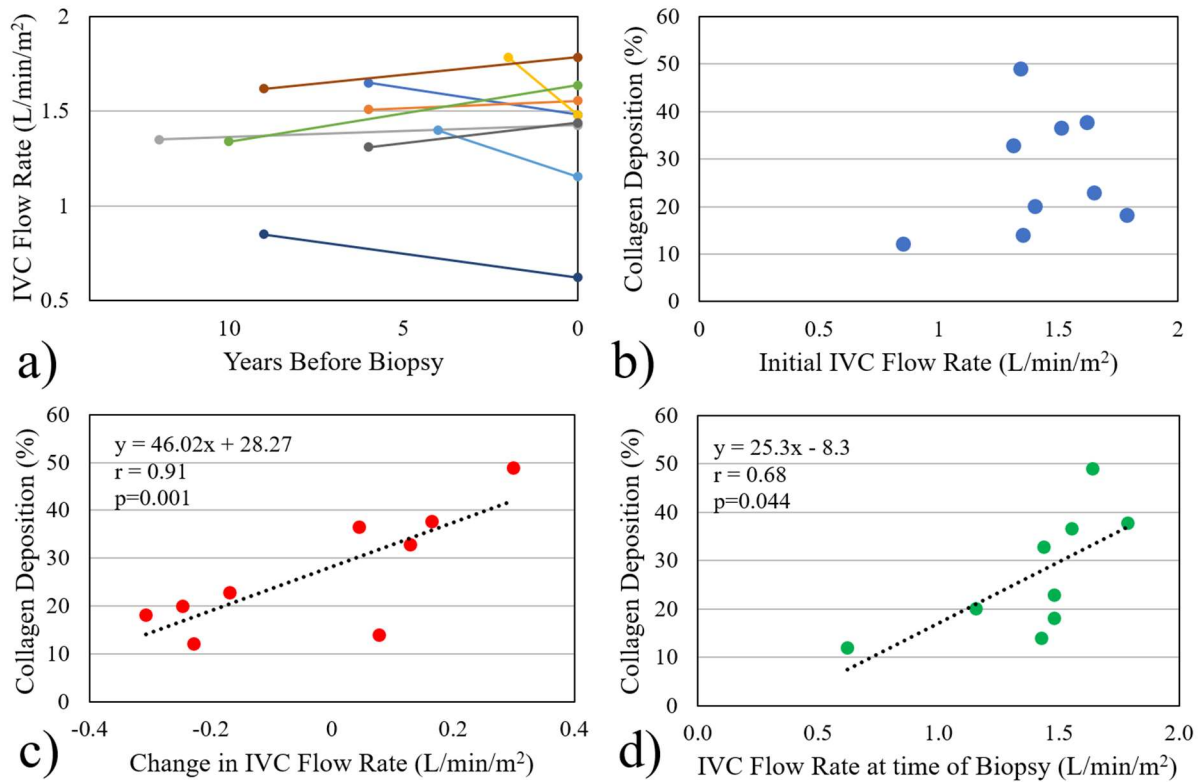 2
1.5
1
0.5
10
5
0
IVC Flow Rate (L/min/m²)
Years Before Biopsy
a)
60
50
40
30
20
10
0
0
0.5
1
1.5
2
Collagen Deposition (%)
Initial IVC Flow Rate (L/min/m²)
b)
60
50
40
30
20
10
0
-0.4
-0.2
0
0.2
0.4
y = 46.02x + 28.27
r = 0.91
p=0.001
Collagen Deposition (%)
Change in IVC Flow Rate (L/min/m²)
c)
60
50
40
30
20
10
0
0.0
0.5
1.0
1.5
2.0
y = 25.3x - 8.3
r = 0.68
p=0.044
Collagen Deposition (%)
IVC Flow Rate at time of Biopsy (L/min/m²)
d)